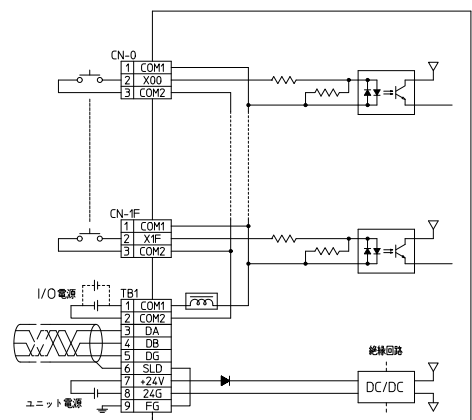 CN-0
1 COM1
2 X00
3 COM2
CN-1F
1 COM1
2 X1F
3 COM2
I/O電源
TB1
1 COM1
2 COM2
3 DA
4 DB
5 DG
6 SLD
7 +24V
8 24G
9 FG
ユニット電源
絶縁回路
DC/DC